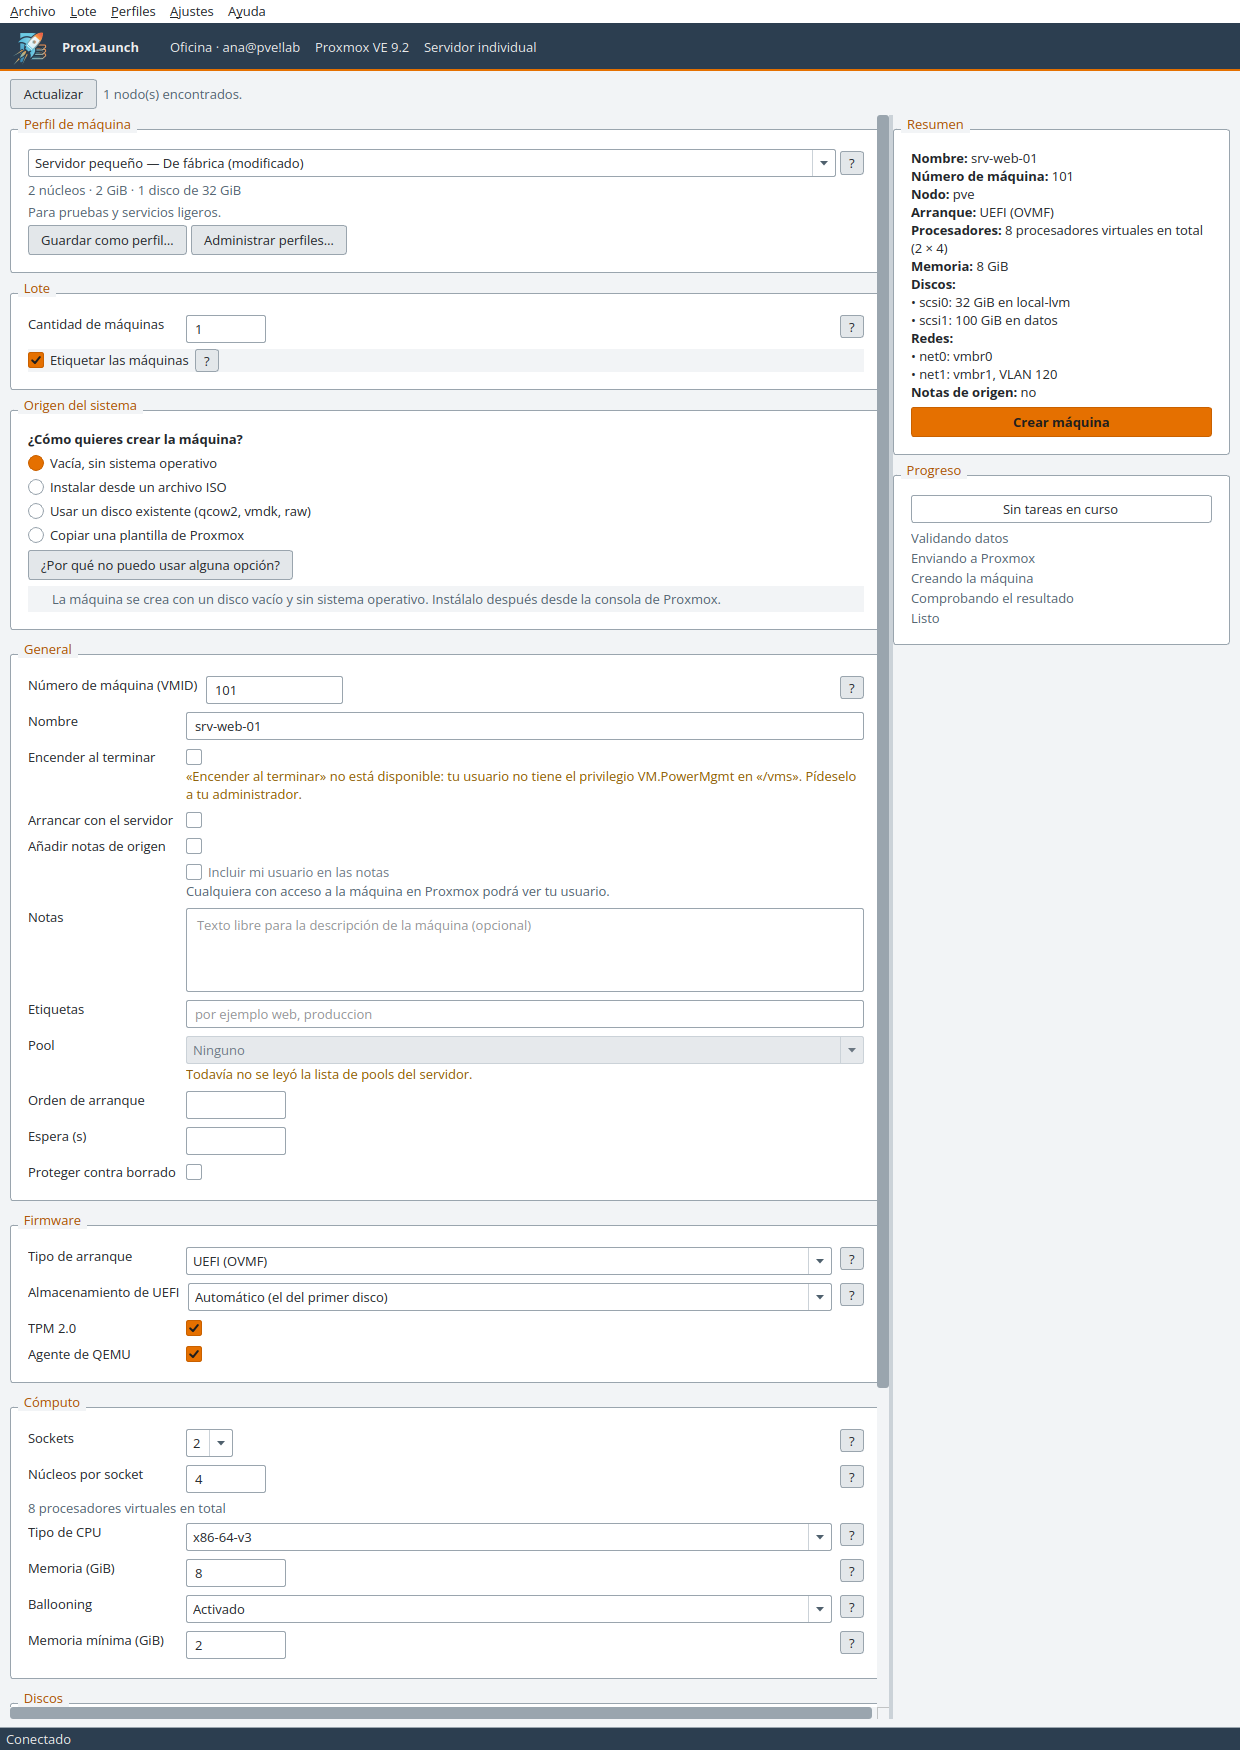 Archivo Lote Perfiles Ajustes Ayuda
ProxLaunch Oficina · ana@pve!lab Proxmox VE 9.2 Servidor individual
Actualizar 1 nodo(s) encontrados.
Perfil de máquina
Servidor pequeño — De fábrica (modificado) ?
2 núcleos · 2 GiB · 1 disco de 32 GiB
Para pruebas y servicios ligeros.
Guardar como perfil... Administrar perfiles...
Lote
Cantidad de máquinas 1 ?
Etiquetar las máquinas ?
Origen del sistema
¿Cómo quieres crear la máquina?
Vacía, sin sistema operativo
Instalar desde un archivo ISO
Usar un disco existente (qcow2, vmdk, raw)
Copiar una plantilla de Proxmox
¿Por qué no puedo usar alguna opción?
La máquina se crea con un disco vacío y sin sistema operativo. Instálalo después desde la consola de Proxmox.
General
Número de máquina (VMID) 101 ?
Nombre srv-web-01
Encender al terminar
«Encender al terminar» no está disponible: tu usuario no tiene el privilegio VM.PowerMgmt en «/vms». Pídeselo
a tu administrador.
Arrancar con el servidor
Añadir notas de origen
Incluir mi usuario en las notas
Cualquiera con acceso a la máquina en Proxmox podrá ver tu usuario.
Notas Texto libre para la descripción de la máquina (opcional)
Etiquetas por ejemplo web, produccion
Pool Ninguno
Todavía no se leyó la lista de pools del servidor.
Orden de arranque
Espera (s)
Proteger contra borrado
Firmware
Tipo de arranque UEFI (OVMF) ?
Almacenamiento de UEFI Automático (el del primer disco) ?
TPM 2.0
Agente de QEMU
Cómputo
Sockets 2 ?
Núcleos por socket 4 ?
8 procesadores virtuales en total
Tipo de CPU x86-64-v3 ?
Memoria (GiB) 8 ?
Ballooning Activado ?
Memoria mínima (GiB) 2 ?
Discos
Resumen
Nombre: srv-web-01
Número de máquina: 101
Nodo: pve
Arranque: UEFI (OVMF)
Procesadores: 8 procesadores virtuales en total
(2 × 4)
Memoria: 8 GiB
Discos:
• scsi0: 32 GiB en local-lvm
• scsi1: 100 GiB en datos
Redes:
• net0: vmbr0
• net1: vmbr1, VLAN 120
Notas de origen: no
Crear máquina
Progreso
Sin tareas en curso
Validando datos
Enviando a Proxmox
Creando la máquina
Comprobando el resultado
Listo
Conectado